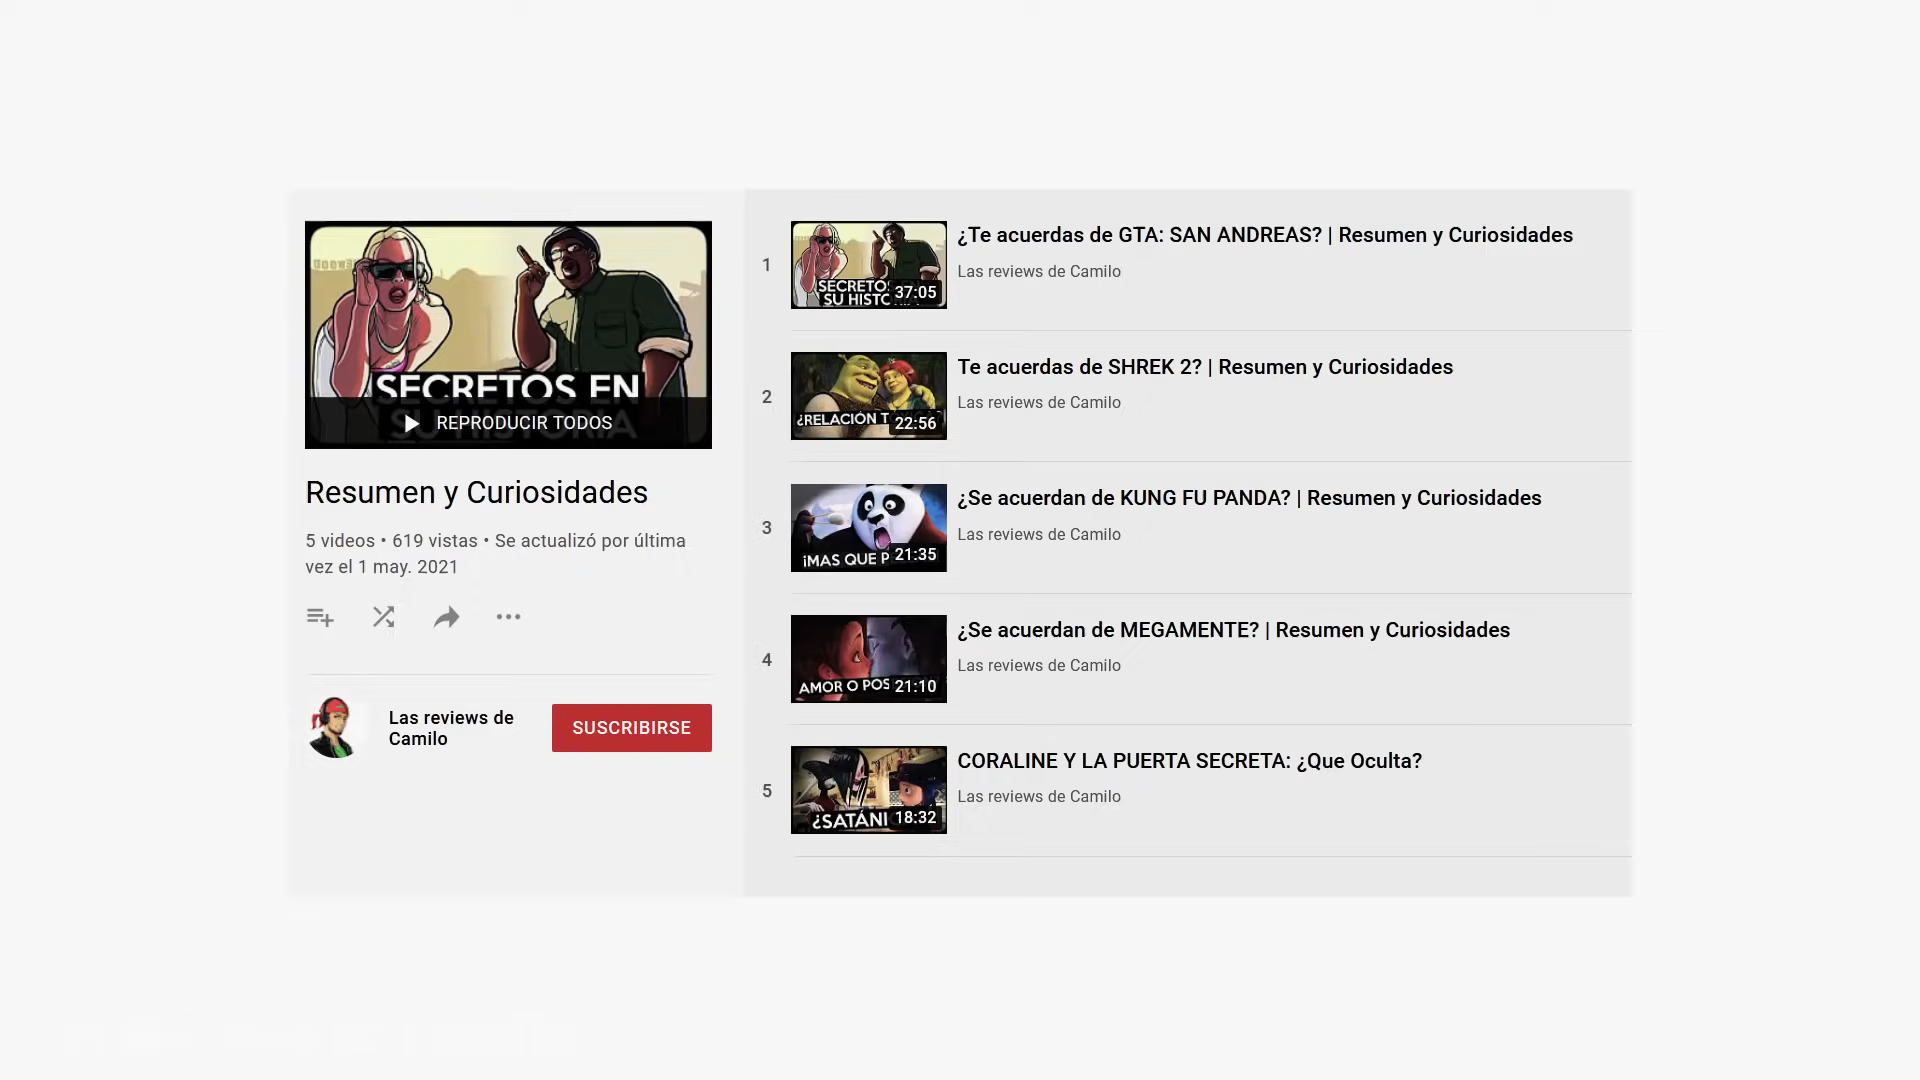 SECRETOS EN
SU HISTORIA
REPRODUCIR TODOS
Resumen y Curiosidades
5 videos • 619 vistas • Se actualizó por última
vez el 1 may. 2021
Las reviews de
Camilo
SUSCRIBIRSE
1
SECRETOS
SU HISTORIA
37:05
¿Te acuerdas de GTA: SAN ANDREAS? | Resumen y Curiosidades
Las reviews de Camilo
2
¿RELACIÓN T
22:56
Te acuerdas de SHREK 2? | Resumen y Curiosidades
Las reviews de Camilo
3
¡MAS QUE P
21:35
¿Se acuerdan de KUNG FU PANDA? | Resumen y Curiosidades
Las reviews de Camilo
4
AMOR O POS
21:10
¿Se acuerdan de MEGAMENTE? | Resumen y Curiosidades
Las reviews de Camilo
5
¿SATÁNI
18:32
CORALINE Y LA PUERTA SECRETA: ¿Que Oculta?
Las reviews de Camilo